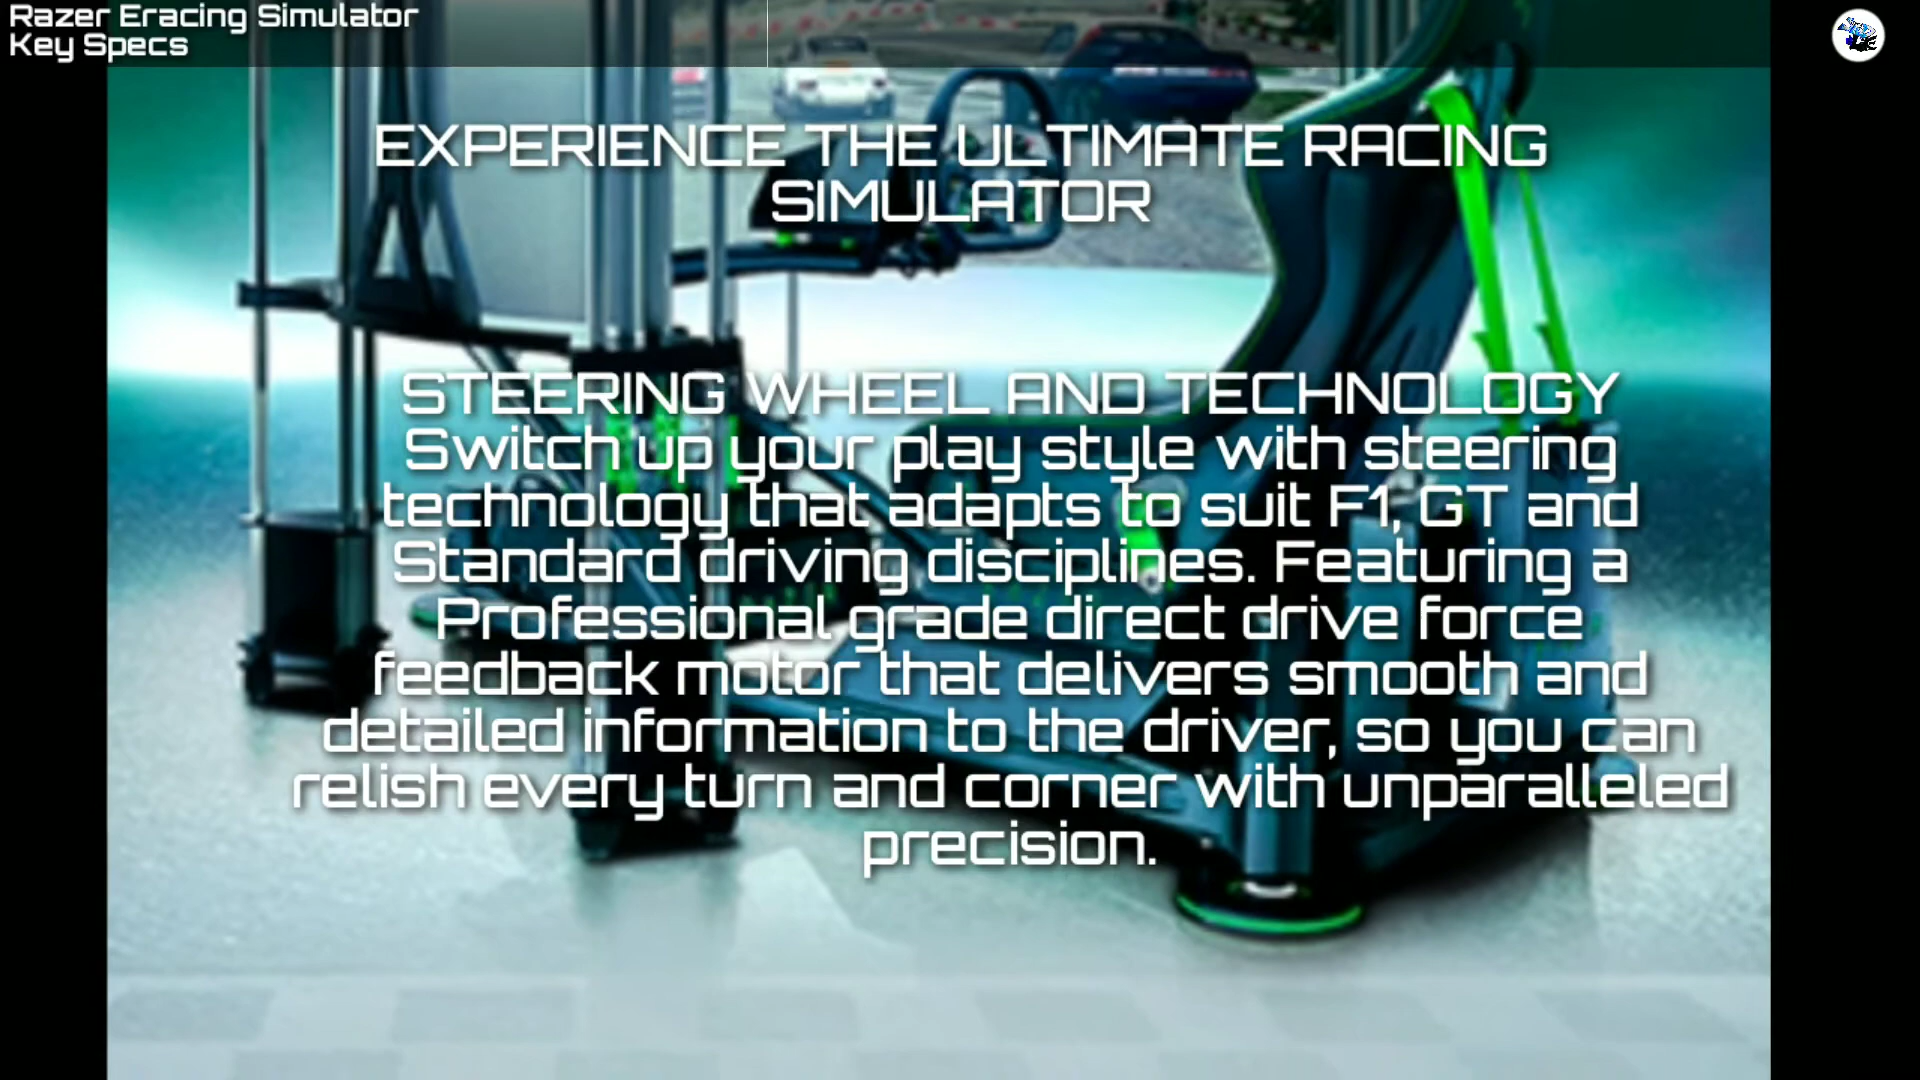 Razer Eracing Simulator
Key Specs
EXPERIENCE THE ULTIMATE RACING
SIMULATOR
STEERING WHEEL AND TECHNOLOGY
Switch up your play style with steering
technology that adapts to suit F1, GT and
Standard driving disciplines. Featuring a
Professional grade direct drive force
feedback motor that delivers smooth and
detailed information to the driver, so you can
relish every turn and corner with unparalleled
precision.